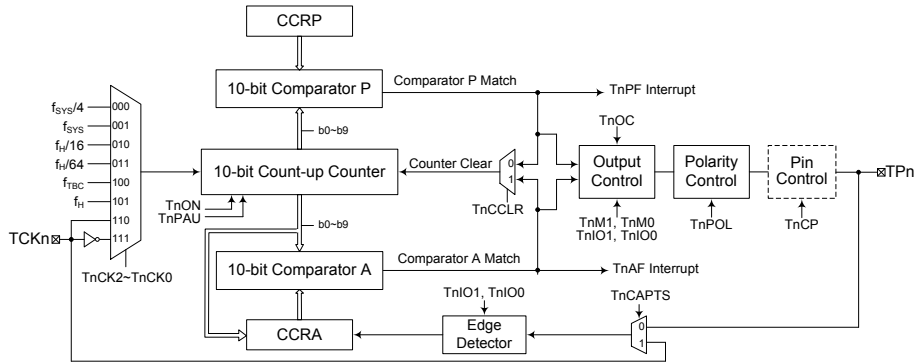 CCRP
10-bit Comparator P
Comparator P Match
TnPF Interrupt
b0~b9
TnOC
fSYS/4
fSYS
fH/16
fH/64
fTBC
fH
000
001
010
011
100
101
110
111
10-bit Count-up Counter
Counter Clear
0
1
TnCCLR
Output
Control
Polarity
Control
Pin
Control
TPn
TnON
TnPAU
TnM1, TnM0
TnIO1, TnIO0
TnPOL
TnCP
TCKn
b0~b9
TnCK2~TnCK0
10-bit Comparator A
Comparator A Match
TnAF Interrupt
TnIO1, TnIO0
TnCAPTS
CCRA
Edge
Detector
0
1